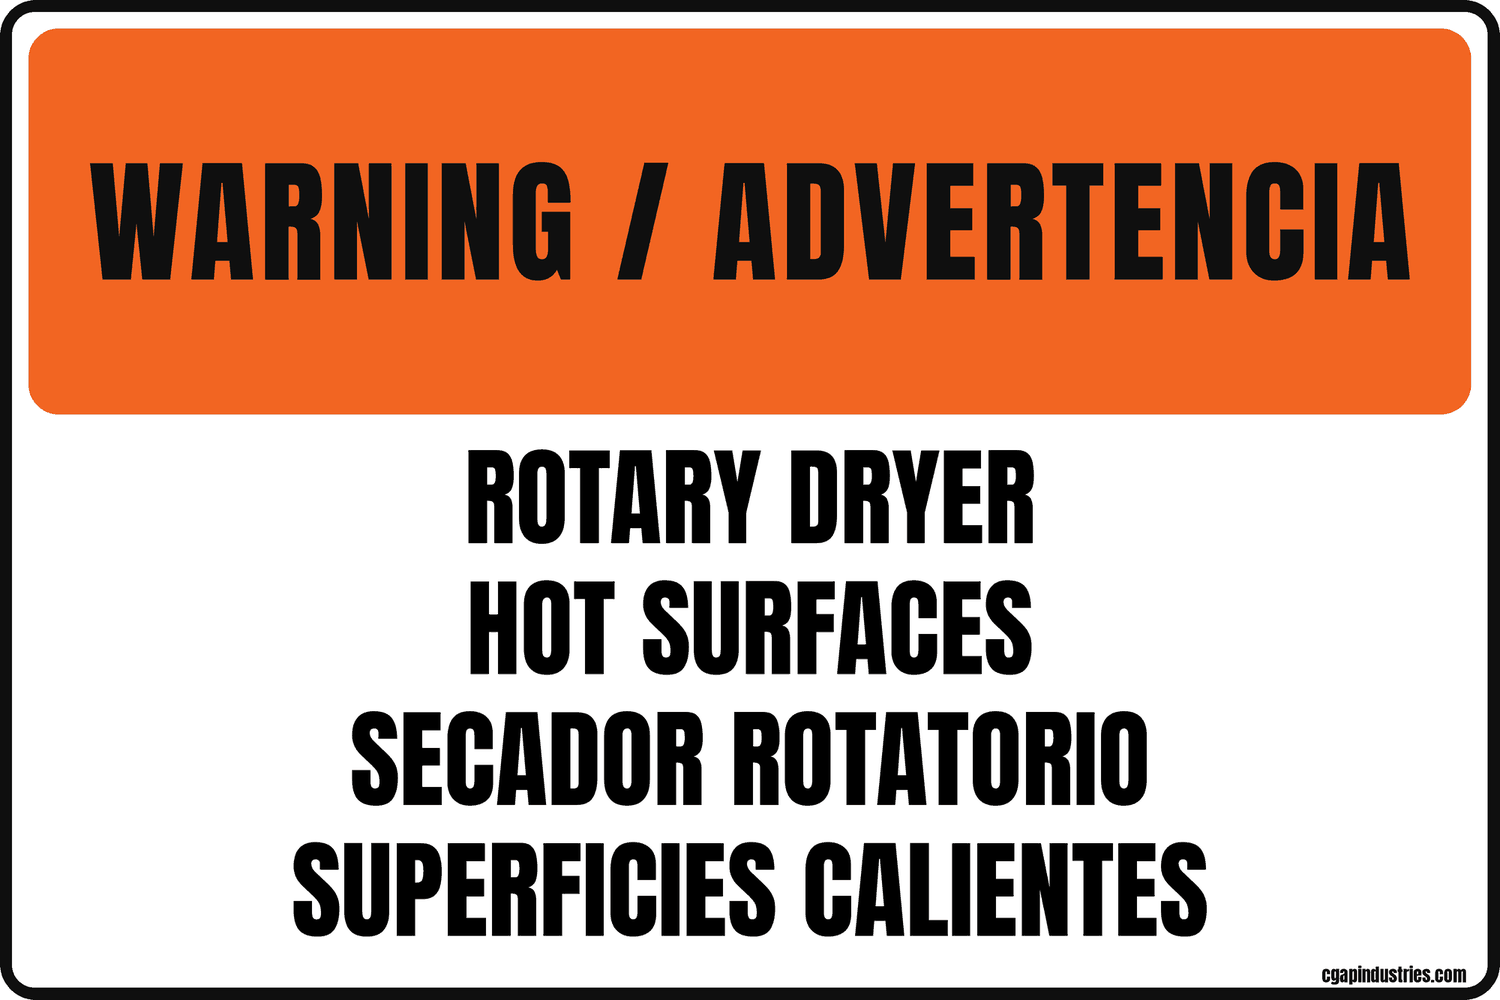 WARNING / ADVERTENCIA
ROTARY DRYER
HOT SURFACES
SECADOR ROTATORIO
SUPERFICIES CALIENTES
cgapindustries.com